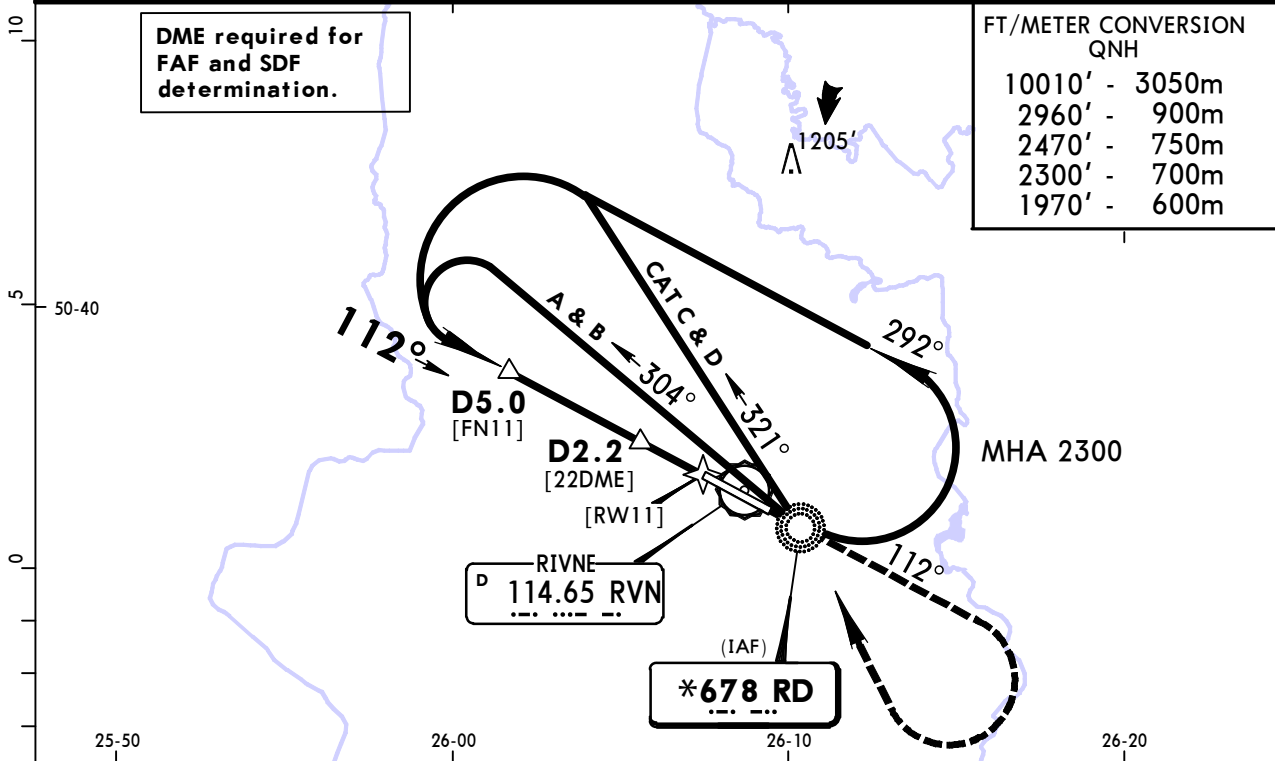 DME required for
FAF and SDF
determination.
FT/METER CONVERSION
QNH
10010' - 3050m
2960' - 900m
2470' - 750m
2300' - 700m
1970' - 600m
10
5
0
1205'
50-40
112°
A & B
304°
CAT C & D
321°
292°
MHA 2300
D5.0
[FN11]
D2.2
[22DME]
[RW11]
RIVNE
D 114.65 RVN
112°
(IAF)
*678 RD
25-50
26-00
26-10
26-20